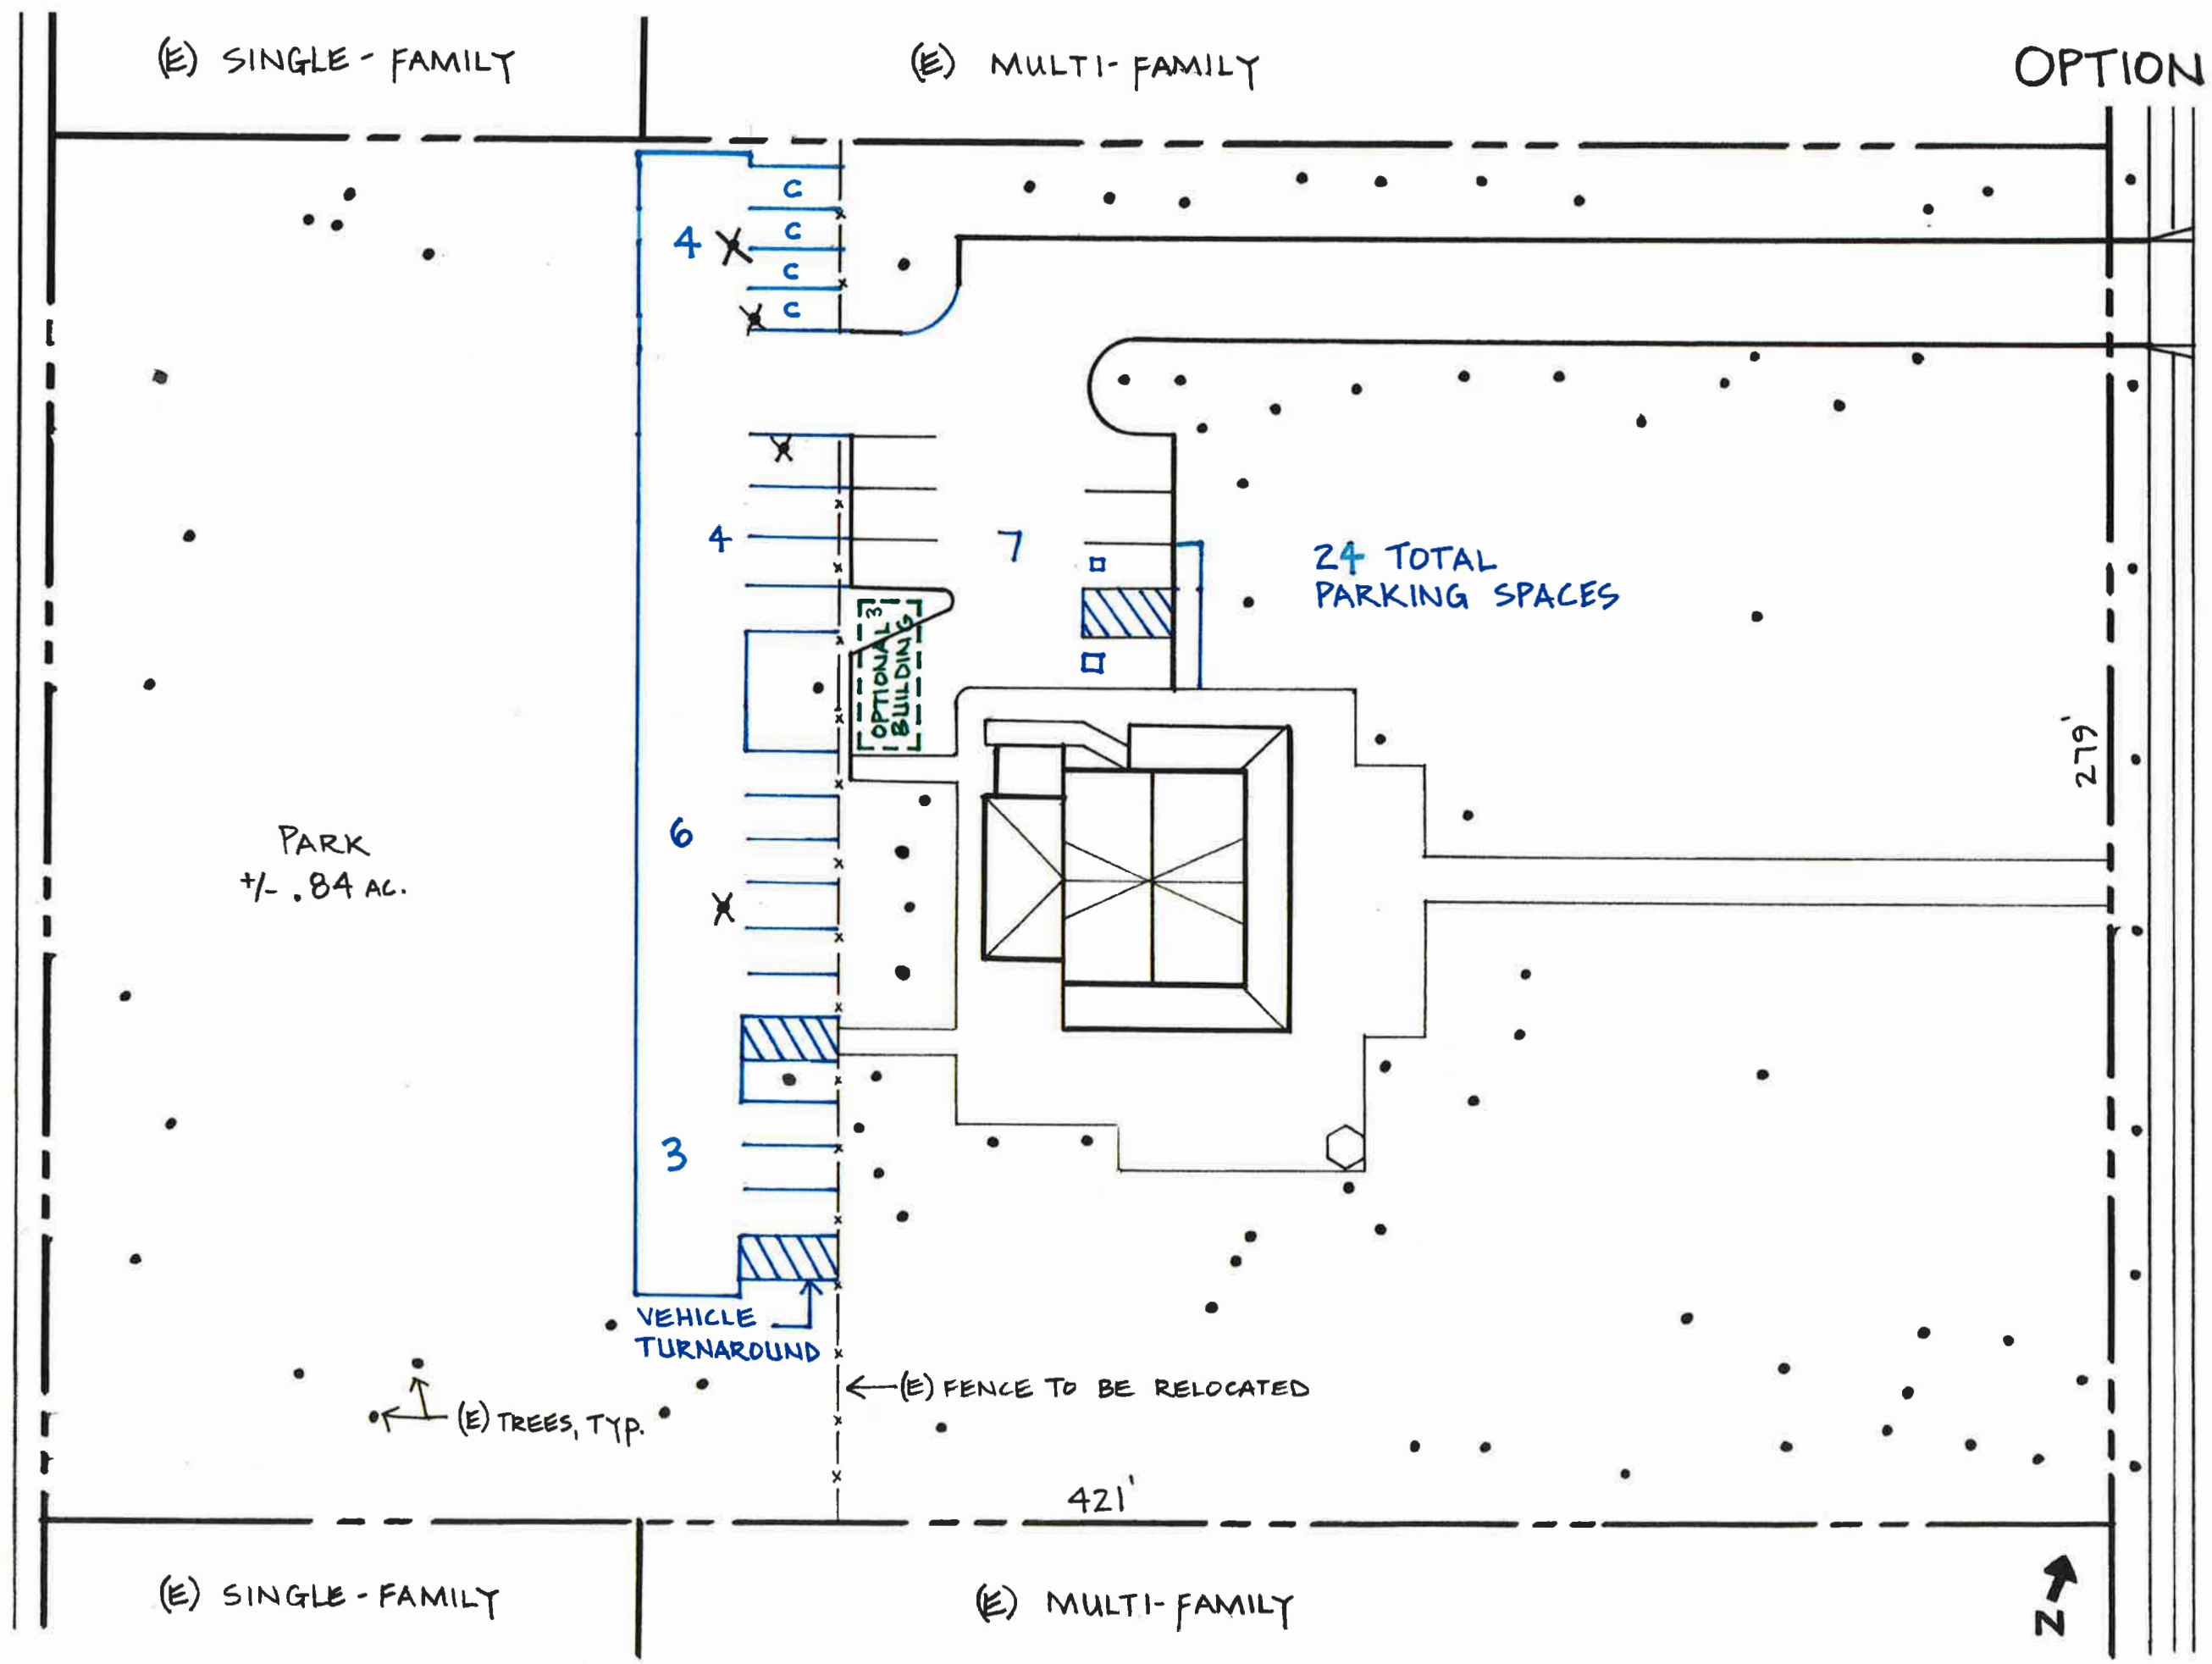 (E) SINGLE-FAMILY
(E) MULTI-FAMILY
OPTION
C
C
C
C
4
4
7
24 TOTAL
PARKING SPACES
OPTIONAL 3
BUILDING
279'
PARK
+/- .84 AC.
6
3
VEHICLE
TURNAROUND
(E) FENCE TO BE RELOCATED
(E) TREES, TYP.
421'
(E) SINGLE-FAMILY
(E) MULTI-FAMILY
N